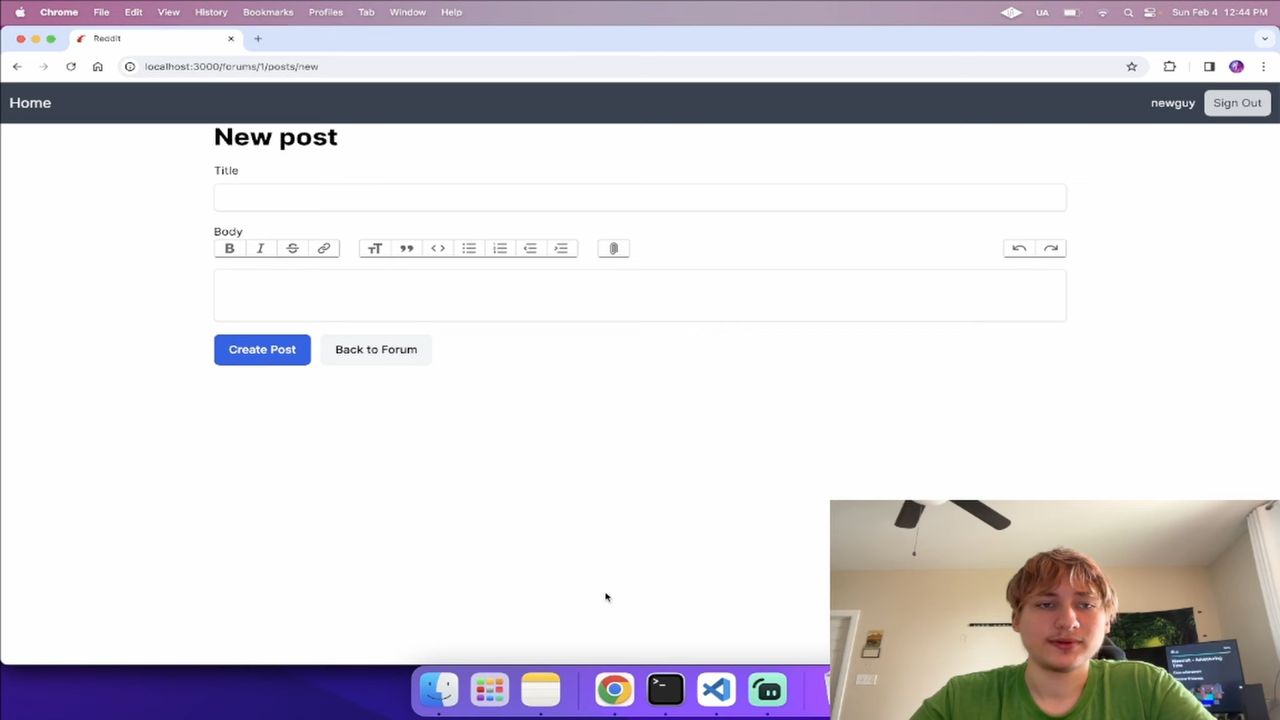 Chrome File Edit View History Bookmarks Profiles Tab Window Help UA Sun Feb 4 12:44 PM
Reddit
localhost:3000/forums/1/posts/new
Home newguy Sign Out
New post
Title
Body
Create Post Back to Forum